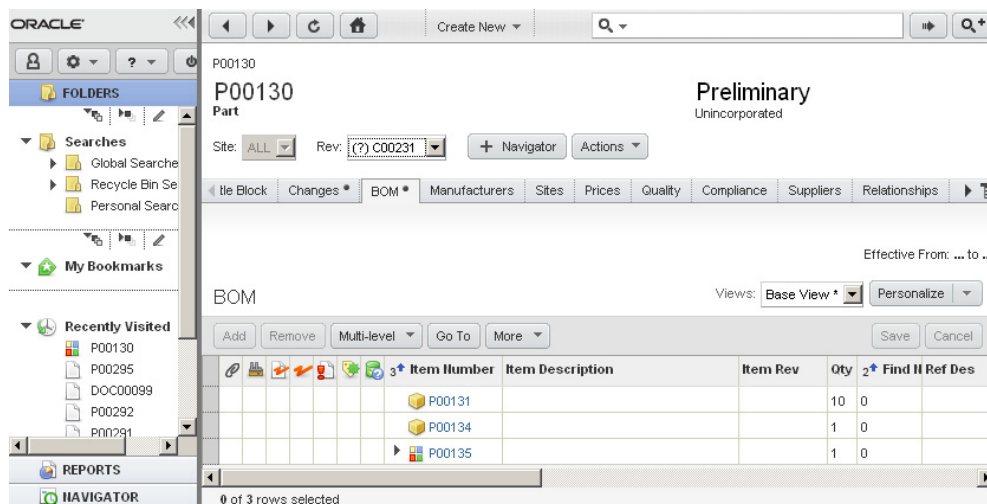 ORACLE
Create New
?
FOLDERS
Searches
Global Searche
Recycle Bin Se
Personal Searc
My Bookmarks
Recently Visited
P00130
P00295
DOC00099
P00292
P00291
REPORTS
NAVIGATOR
P00130
P00130
Preliminary
Part
Unincorporated
Site: ALL Rev: (?) C00231 + Navigator Actions
tle Block Changes • BOM • Manufacturers Sites Prices Quality Compliance Suppliers Relationships
Effective From: ... to ..
BOM Views: Base View * Personalize
Add Remove Multi-level Go To More Save Cancel
3 Item Number Item Description Item Rev Qty 2 Find N Ref Des
P00131 10 0
P00134 1 0
P00135 1 0
0 of 3 rows selected